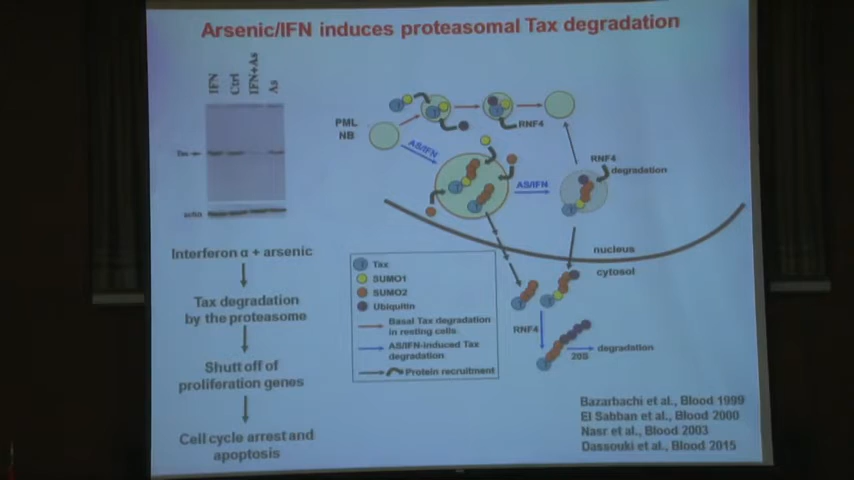 Arsenic/IFN induces proteasomal Tax degradation
IFN
Ctrl
IFN+As
As
Tax
actin
Interferon α + arsenic
Tax degradation
by the proteasome
Shutt off of
proliferation genes
Cell cycle arrest and
apoptosis
PML
NB
RNF4
AS/IFN
AS/IFN
RNF4
degradation
nucleus
cytosol
RNF4
20S
degradation
Tax
SUMO1
SUMO2
Ubiquitin
Basal Tax degradation
in resting cells
AS/IFN-induced Tax
degradation
Protein recruitment
Bazarbachi et al., Blood 1999
El Sabban et al., Blood 2000
Nasr et al., Blood 2003
Dassouki et al., Blood 2015